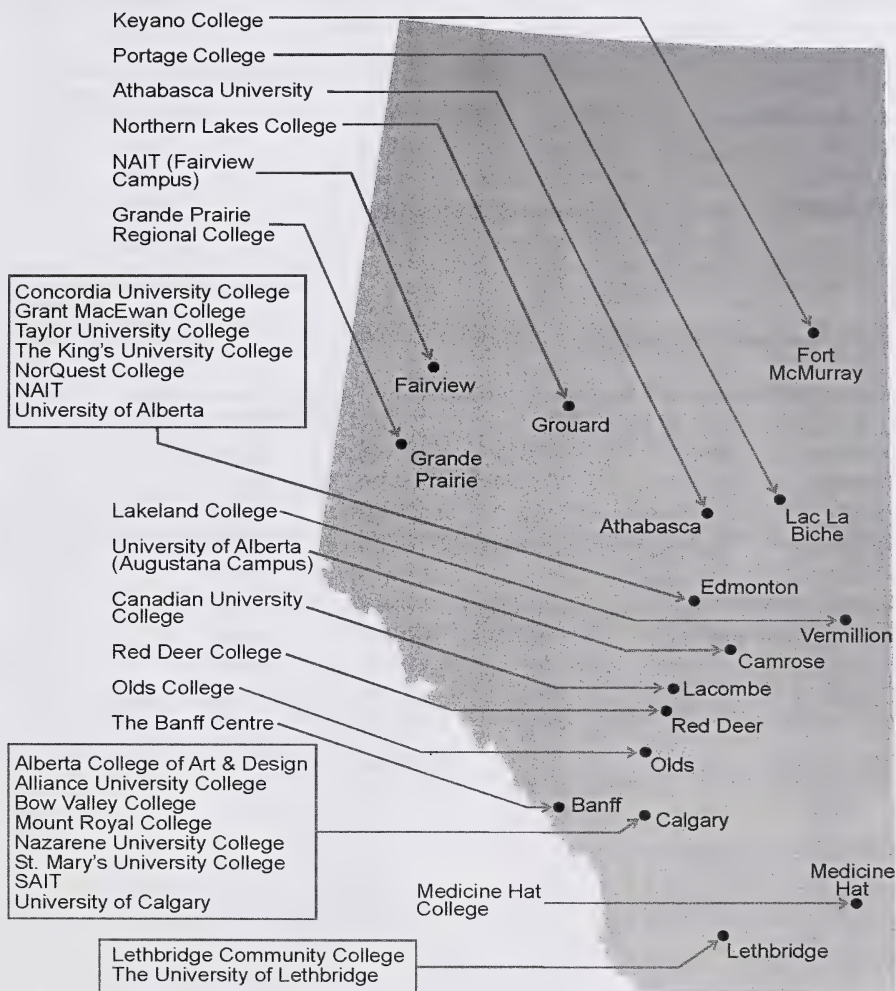 Keyano College
Portage College
Athabasca University
Northern Lakes College
NAIT (Fairview
Campus)
Grande Prairie
Regional College
Concordia University College
Grant MacEwan College
Taylor University College
The King's University College
NorQuest College
NAIT
University of Alberta
Fairview
Grouard
Fort
McMurray
Grande
Prairie
Athabasca
Lac La
Biche
Lakeland College
University of Alberta
(Augustana Campus)
Canadian University
College
Red Deer College
Olds College
The Banff Centre
Edmonton
Vermillion
Camrose
Lacombe
Red Deer
Olds
Banff
Calgary
Alberta College of Art & Design
Alliance University College
Bow Valley College
Mount Royal College
Nazarene University College
St. Mary's University College
SAIT
University of Calgary
Medicine Hat
College
Medicine
Hat
Lethbridge Community College
The University of Lethbridge
Lethbridge